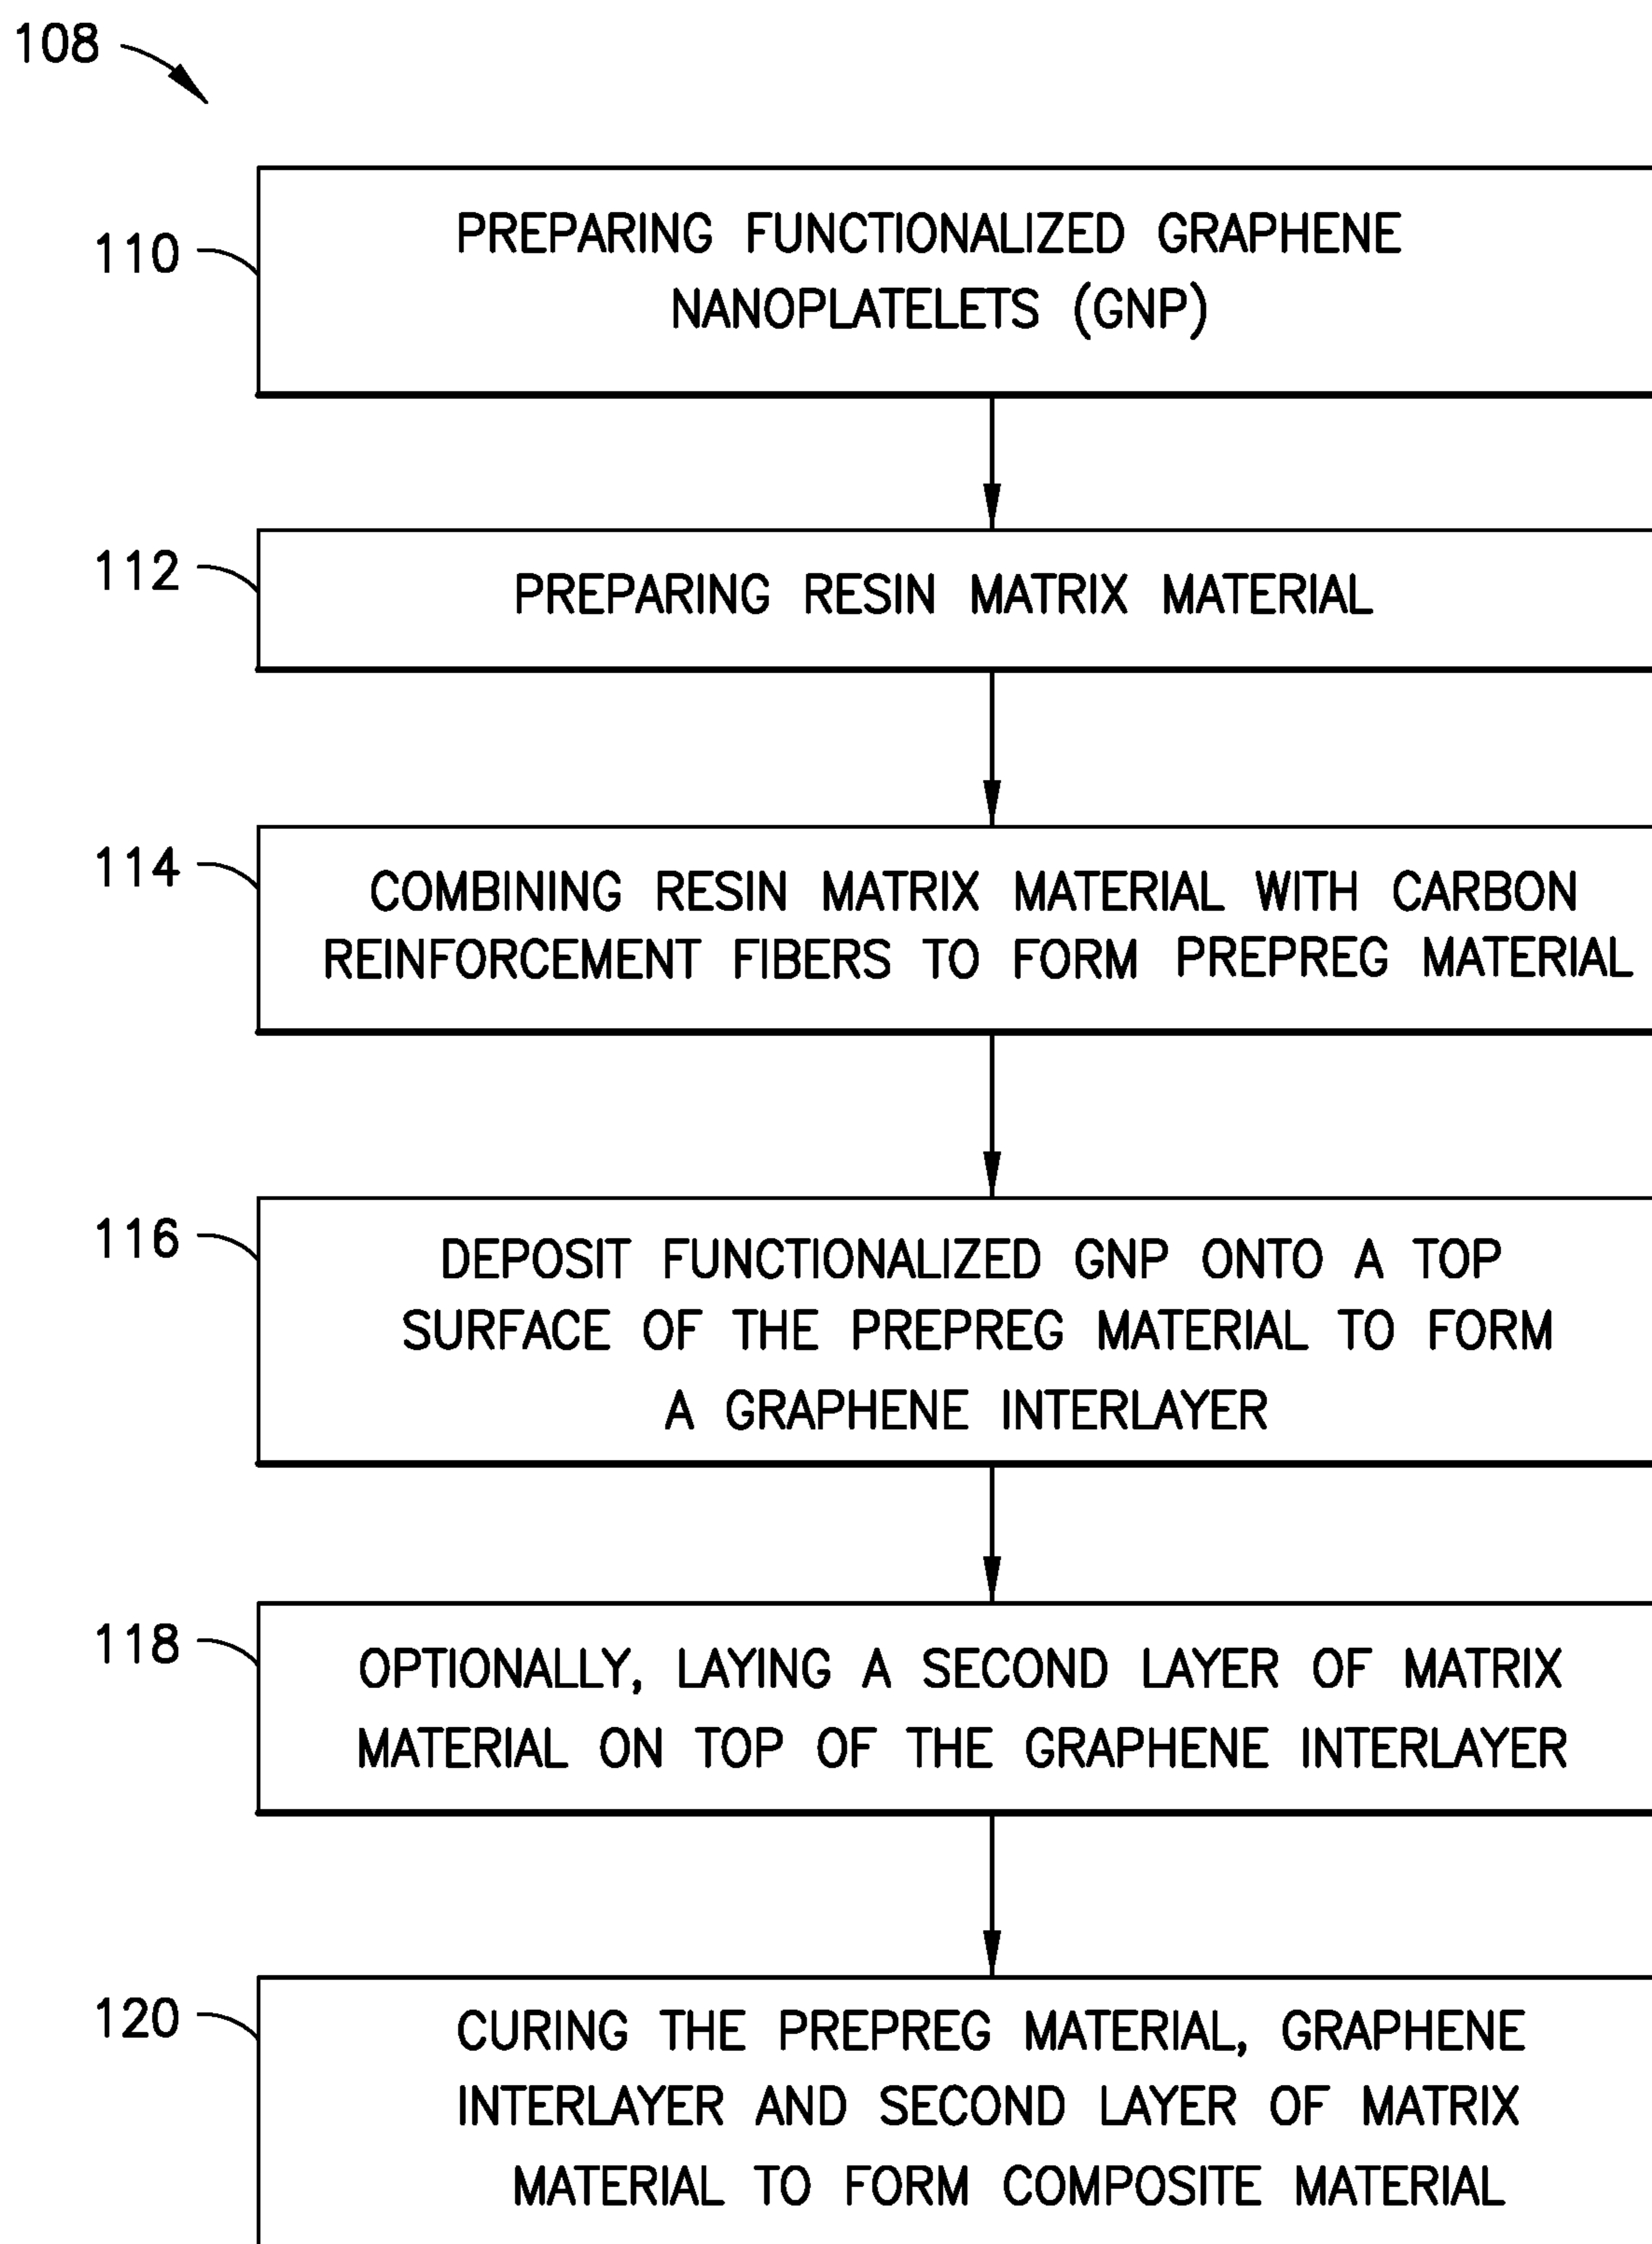 108
110
PREPARING FUNCTIONALIZED GRAPHENE
NANOPLATELETS (GNP)
112
PREPARING RESIN MATRIX MATERIAL
114
COMBINING RESIN MATRIX MATERIAL WITH CARBON
REINFORCEMENT FIBERS TO FORM PREPREG MATERIAL
116
DEPOSIT FUNCTIONALIZED GNP ONTO A TOP
SURFACE OF THE PREPREG MATERIAL TO FORM
A GRAPHENE INTERLAYER
118
OPTIONALLY, LAYING A SECOND LAYER OF MATRIX
MATERIAL ON TOP OF THE GRAPHENE INTERLAYER
120
CURING THE PREPREG MATERIAL, GRAPHENE
INTERLAYER AND SECOND LAYER OF MATRIX
MATERIAL TO FORM COMPOSITE MATERIAL